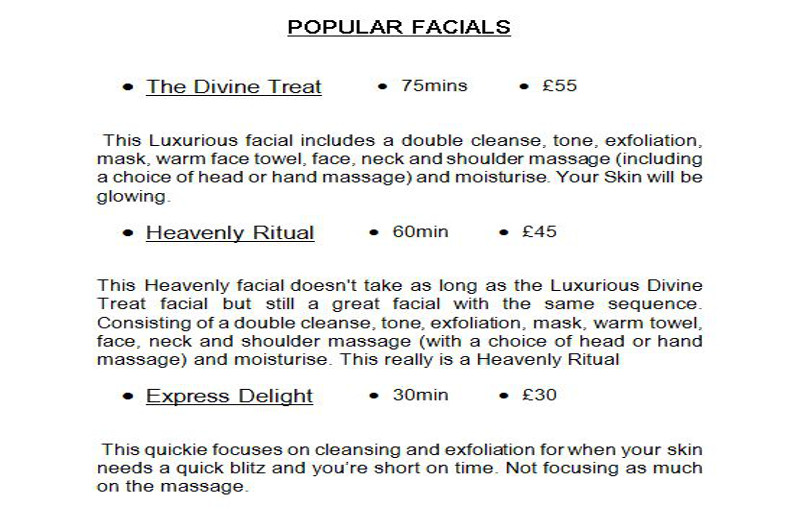 POPULAR FACIALS
• The Divine Treat • 75mins • £55
This Luxurious facial includes a double cleanse, tone, exfoliation,
mask, warm face towel, face, neck and shoulder massage (including
a choice of head or hand massage) and moisturise. Your Skin will be
glowing.
• Heavenly Ritual • 60min • £45
This Heavenly facial doesn't take as long as the Luxurious Divine
Treat facial but still a great facial with the same sequence.
Consisting of a double cleanse, tone, exfoliation, mask, warm towel,
face, neck and shoulder massage (with a choice of head or hand
massage) and moisturise. This really is a Heavenly Ritual
• Express Delight • 30min • £30
This quickie focuses on cleansing and exfoliation for when your skin
needs a quick blitz and you’re short on time. Not focusing as much
on the massage.